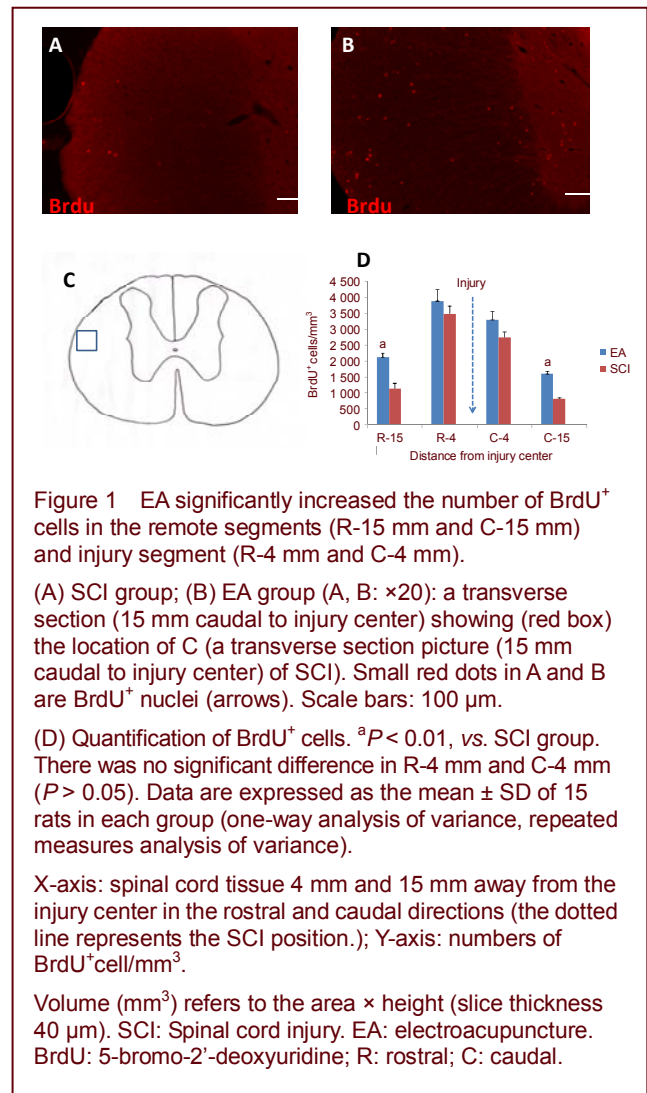 A
B
Brdu
Brdu
C
D
Injury
4 500
4 000
3 500
3 000
2 500
2 000
1 500
1 000
500
0
BrdU⁺ cells/mm³
a
a
EA
SCI
R-15 R-4 C-4 C-15
Distance from injury center
Figure 1 EA significantly increased the number of BrdU⁺
cells in the remote segments (R-15 mm and C-15 mm)
and injury segment (R-4 mm and C-4 mm).
(A) SCI group; (B) EA group (A, B: ×20): a transverse
section (15 mm caudal to injury center) showing (red box)
the location of C (a transverse section picture (15 mm
caudal to injury center) of SCI). Small red dots in A and B
are BrdU⁺ nuclei (arrows). Scale bars: 100 μm.
(D) Quantification of BrdU⁺ cells. ᵃP < 0.01, vs. SCI group.
There was no significant difference in R-4 mm and C-4 mm
(P > 0.05). Data are expressed as the mean ± SD of 15
rats in each group (one-way analysis of variance, repeated
measures analysis of variance).
X-axis: spinal cord tissue 4 mm and 15 mm away from the
injury center in the rostral and caudal directions (the dotted
line represents the SCI position.); Y-axis: numbers of
BrdU⁺cell/mm³.
Volume (mm³) refers to the area × height (slice thickness
40 μm). SCI: Spinal cord injury. EA: electroacupuncture.
BrdU: 5-bromo-2’-deoxyuridine; R: rostral; C: caudal.